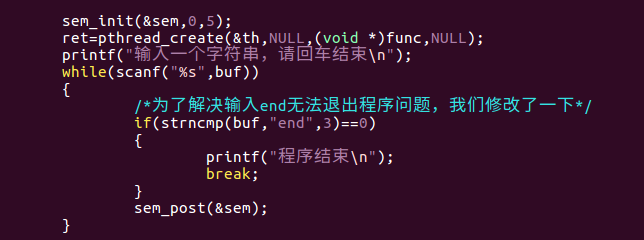 sem_init(&sem,0,5);
ret=pthread_create(&th,NULL,(void *)func,NULL);
printf("输入一个字符串，请回车结束\n");
while(scanf("%s",buf))
{
/*为了解决输入end无法退出程序问题，我们修改了一下*/
if(strncmp(buf,"end",3)==0)
{
printf("程序结束\n");
break;
}
sem_post(&sem);
}